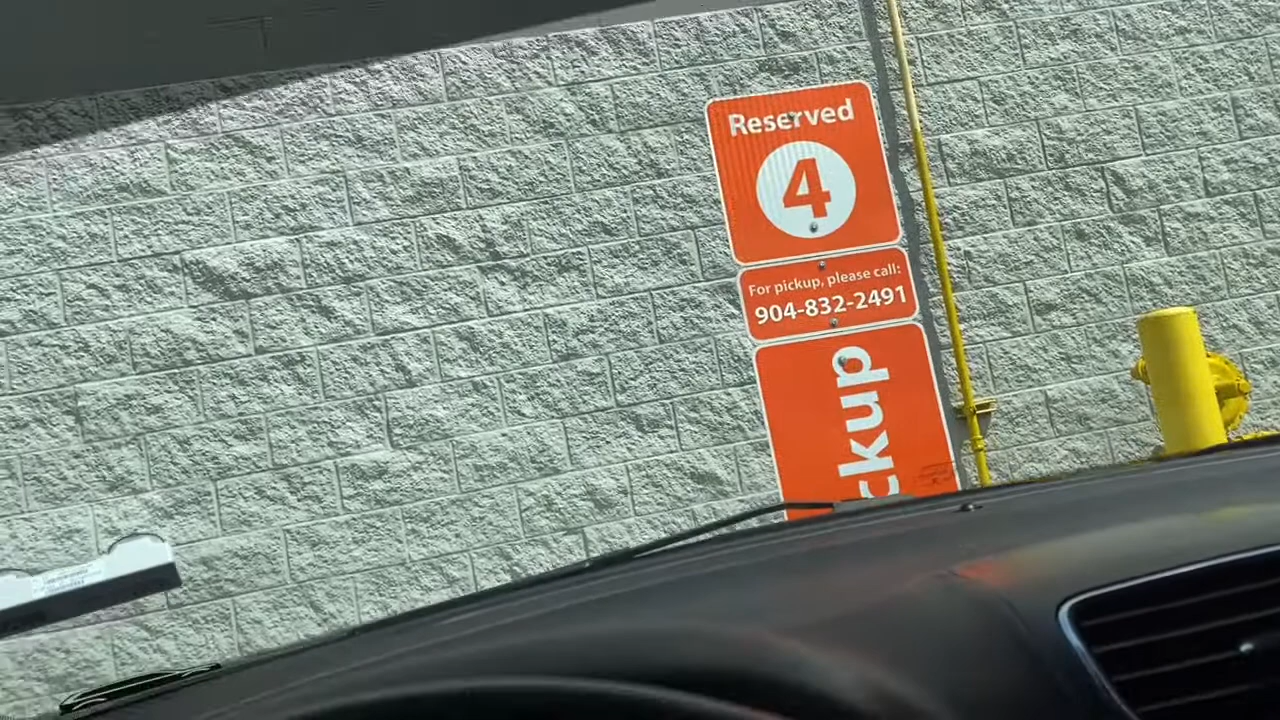 Reserved
4
For pickup, please call:
904-832-2491
ckup